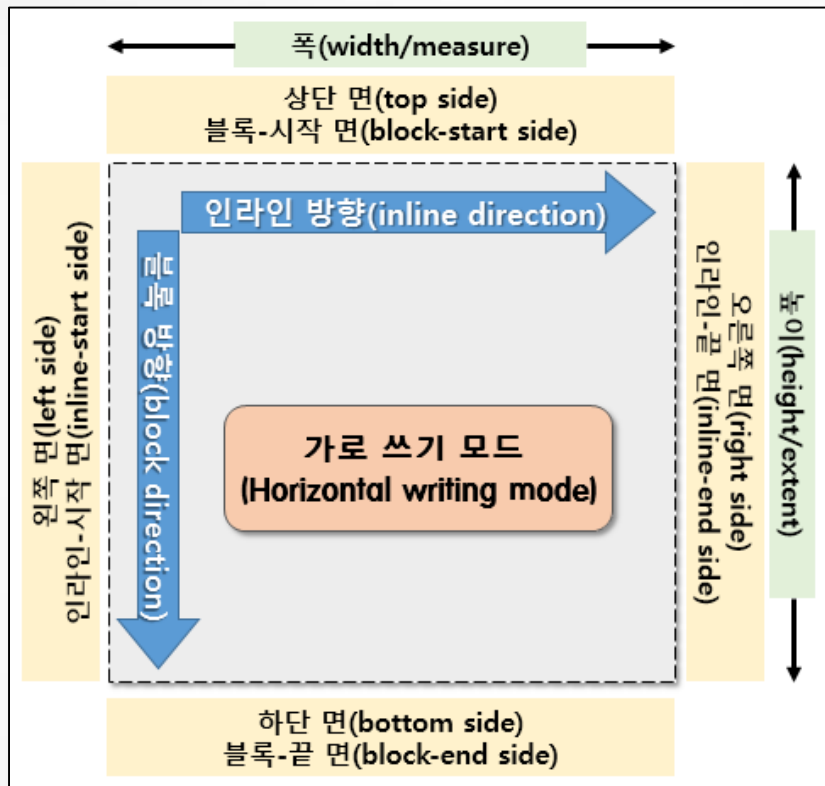 폭(width/measure)
상단 면(top side)
블록-시작 면(block-start side)
인라인 방향(inline direction)
블록 방향(block direction)
왼쪽 면(left side)
인라인-시작 면(inline-start side)
가로 쓰기 모드
(Horizontal writing mode)
오른쪽 면(right side)
인라인-끝 면(inline-end side)
높이(height/extent)
하단 면(bottom side)
블록-끝 면(block-end side)